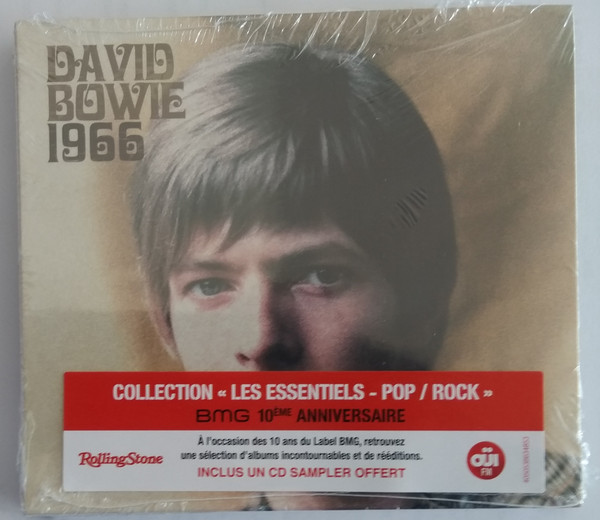 DAVID
BOWIE
1966
COLLECTION « LES ESSENTIELS - POP / ROCK »
BMG 10ÈME ANNIVERSAIRE
À l'occasion des 10 ans du Label BMG, retrouvez
une sélection d'albums incontournables et de rééditions.
INCLUS UN CD SAMPLER OFFERT
RollingStone
OÜI
FM